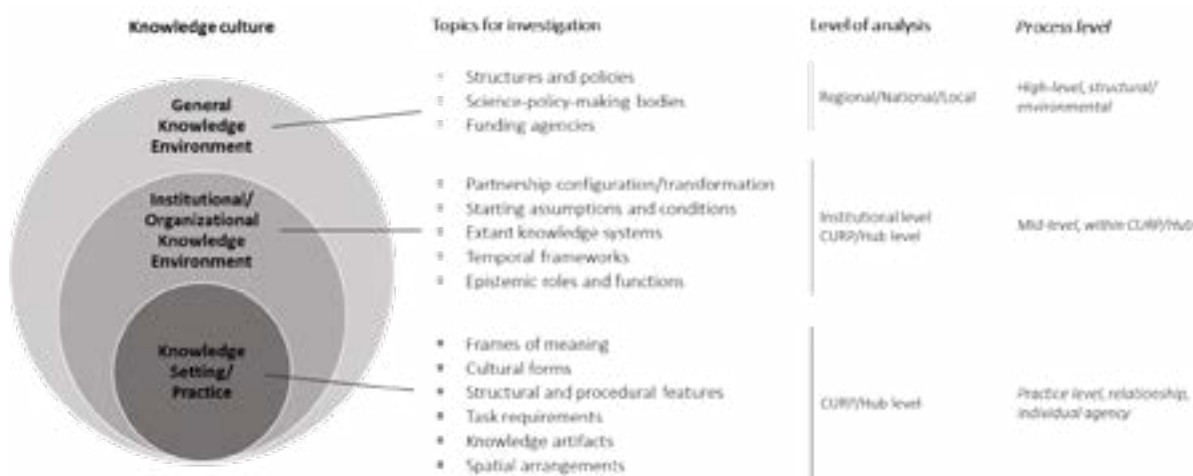 Knowledge culture
Topics for investigation
Level of analysis
Process level
General
Knowledge
Environment
Structures and policies
Science-policy-making bodies
Funding agencies
Regional/National/Local
High-level, structural/
environmental
Institutional/
Organizational
Knowledge
Environment
Partnership configuration/transformation
Starting assumptions and conditions
Extant knowledge systems
Temporal frameworks
Epistemic roles and functions
Institutional level
CURP/Hub level
Mid-level, within CURP/Hub
Knowledge
Setting/
Practice
Frames of meaning
Cultural forms
Structural and procedural features
Task requirements
Knowledge artifacts
Spatial arrangements
CURP/Hub level
Practice level, relationship,
individual agency